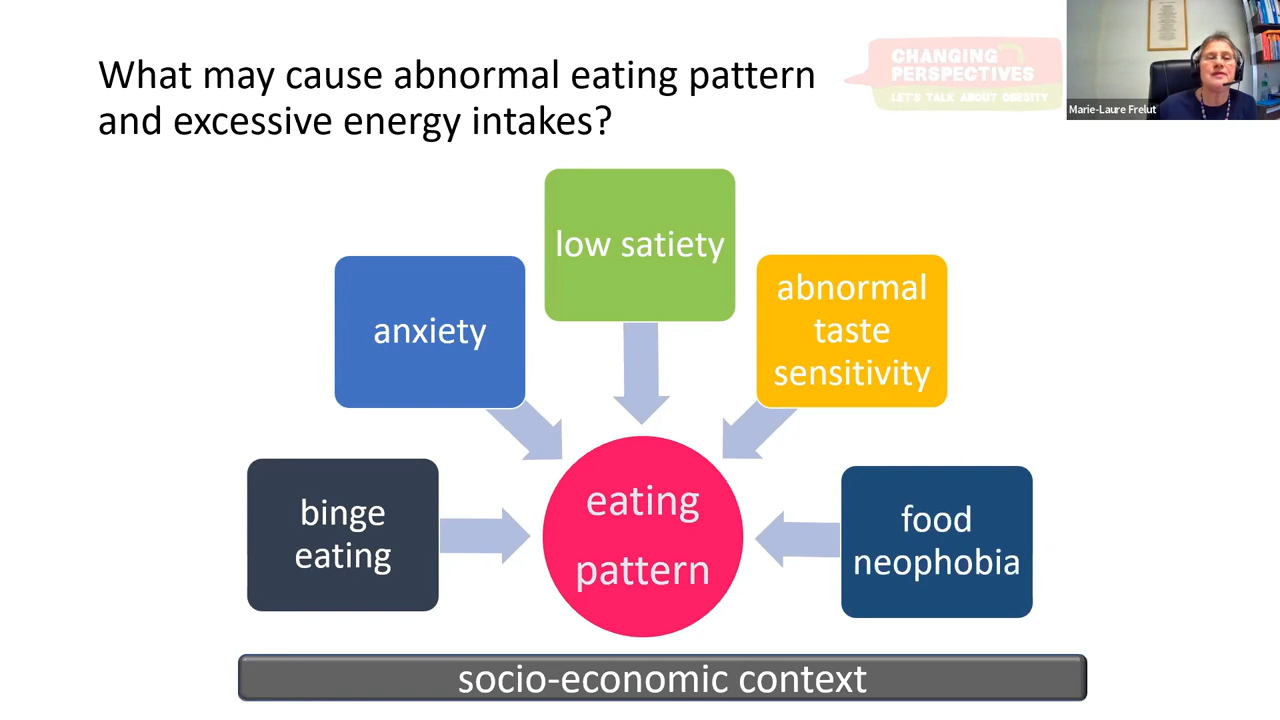 What may cause abnormal eating pattern
and excessive energy intakes?
CHANGING
PERSPECTIVES
LET'S TALK ABOUT OBESITY
Marie-Laure Frelut
low satiety
anxiety
abnormal
taste
sensitivity
binge
eating
eating
pattern
food
neophobia
socio-economic context